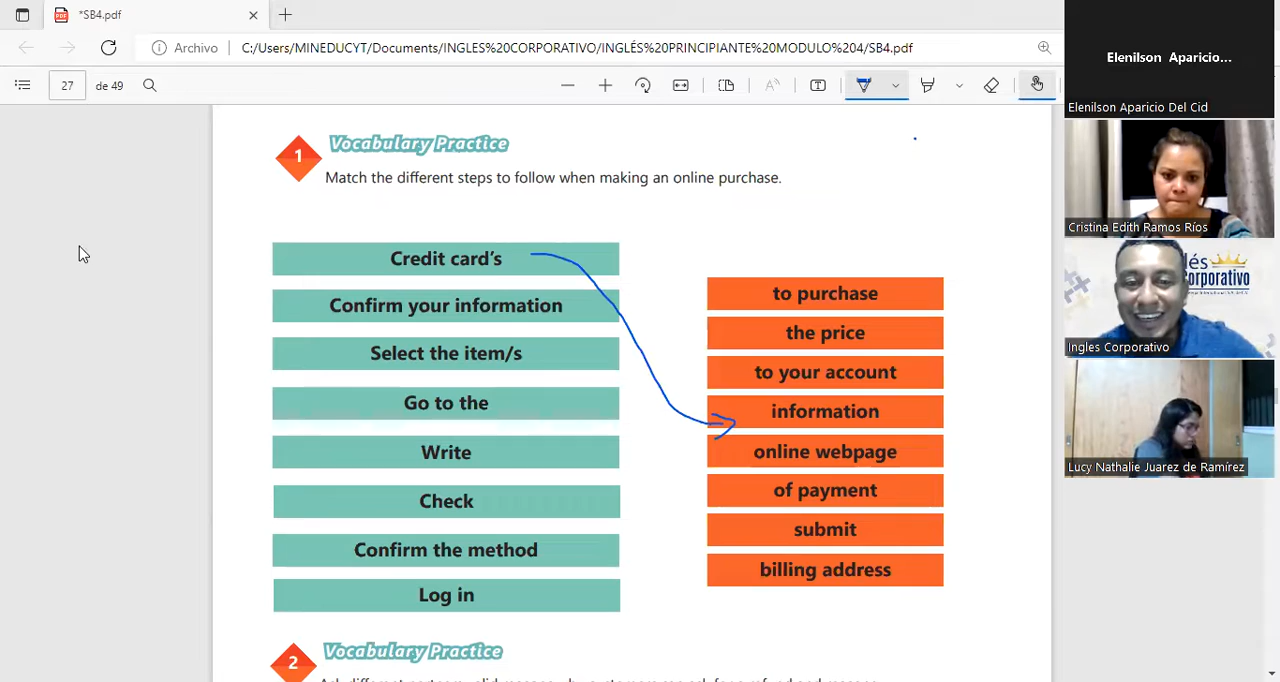 *SB4.pdf
Archivo
C:/Users/MINEDUCYT/Documents/INGLES%20CORPORATIVO/INGLÉS%20PRINCIPIANTE%20MODULO%204/SB4.pdf
27 de 49
1
Vocabulary Practice
Match the different steps to follow when making an online purchase.
Credit card's
Confirm your information
Select the item/s
Go to the
Write
Check
Confirm the method
Log in
to purchase
the price
to your account
information
online webpage
of payment
submit
billing address
2
Vocabulary Practice
Elenilson Aparicio...
Elenilson Aparicio Del Cid
Cristina Edith Ramos Ríos
lés
orporativo
Ingles Corporativo
Lucy Nathalie Juarez de Ramírez